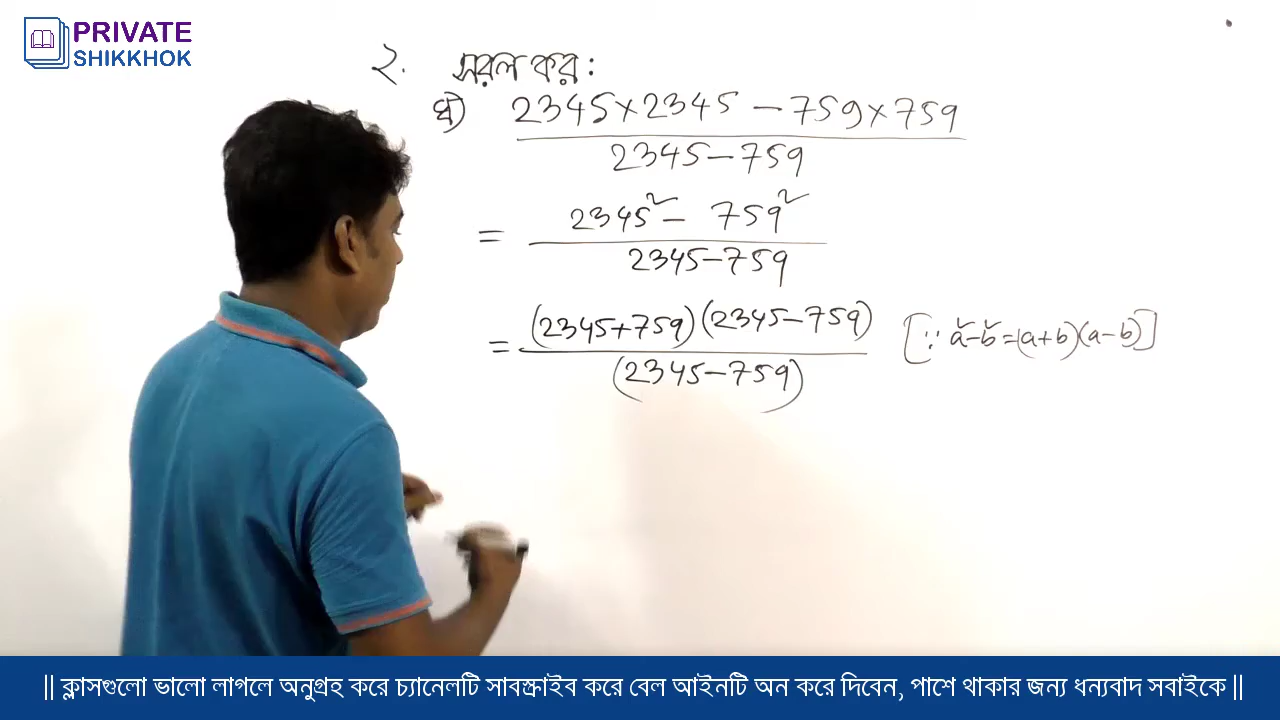 PRIVATE
SHIKKHOK
২. সরল কর :
ঘ) 2345×2345 − 759×759
2345 − 759
= 2345² − 759²
2345 − 759
= (2345+759)(2345−759) [∵ a²−b²=(a+b)(a−b)]
(2345−759)
|| ক্লাসগুলো ভালো লাগলে অনুগ্রহ করে চ্যানেলটি সাবস্ক্রাইব করে বেল আইনটি অন করে দিবেন, পাশে থাকার জন্য ধন্যবাদ সবাইকে ||